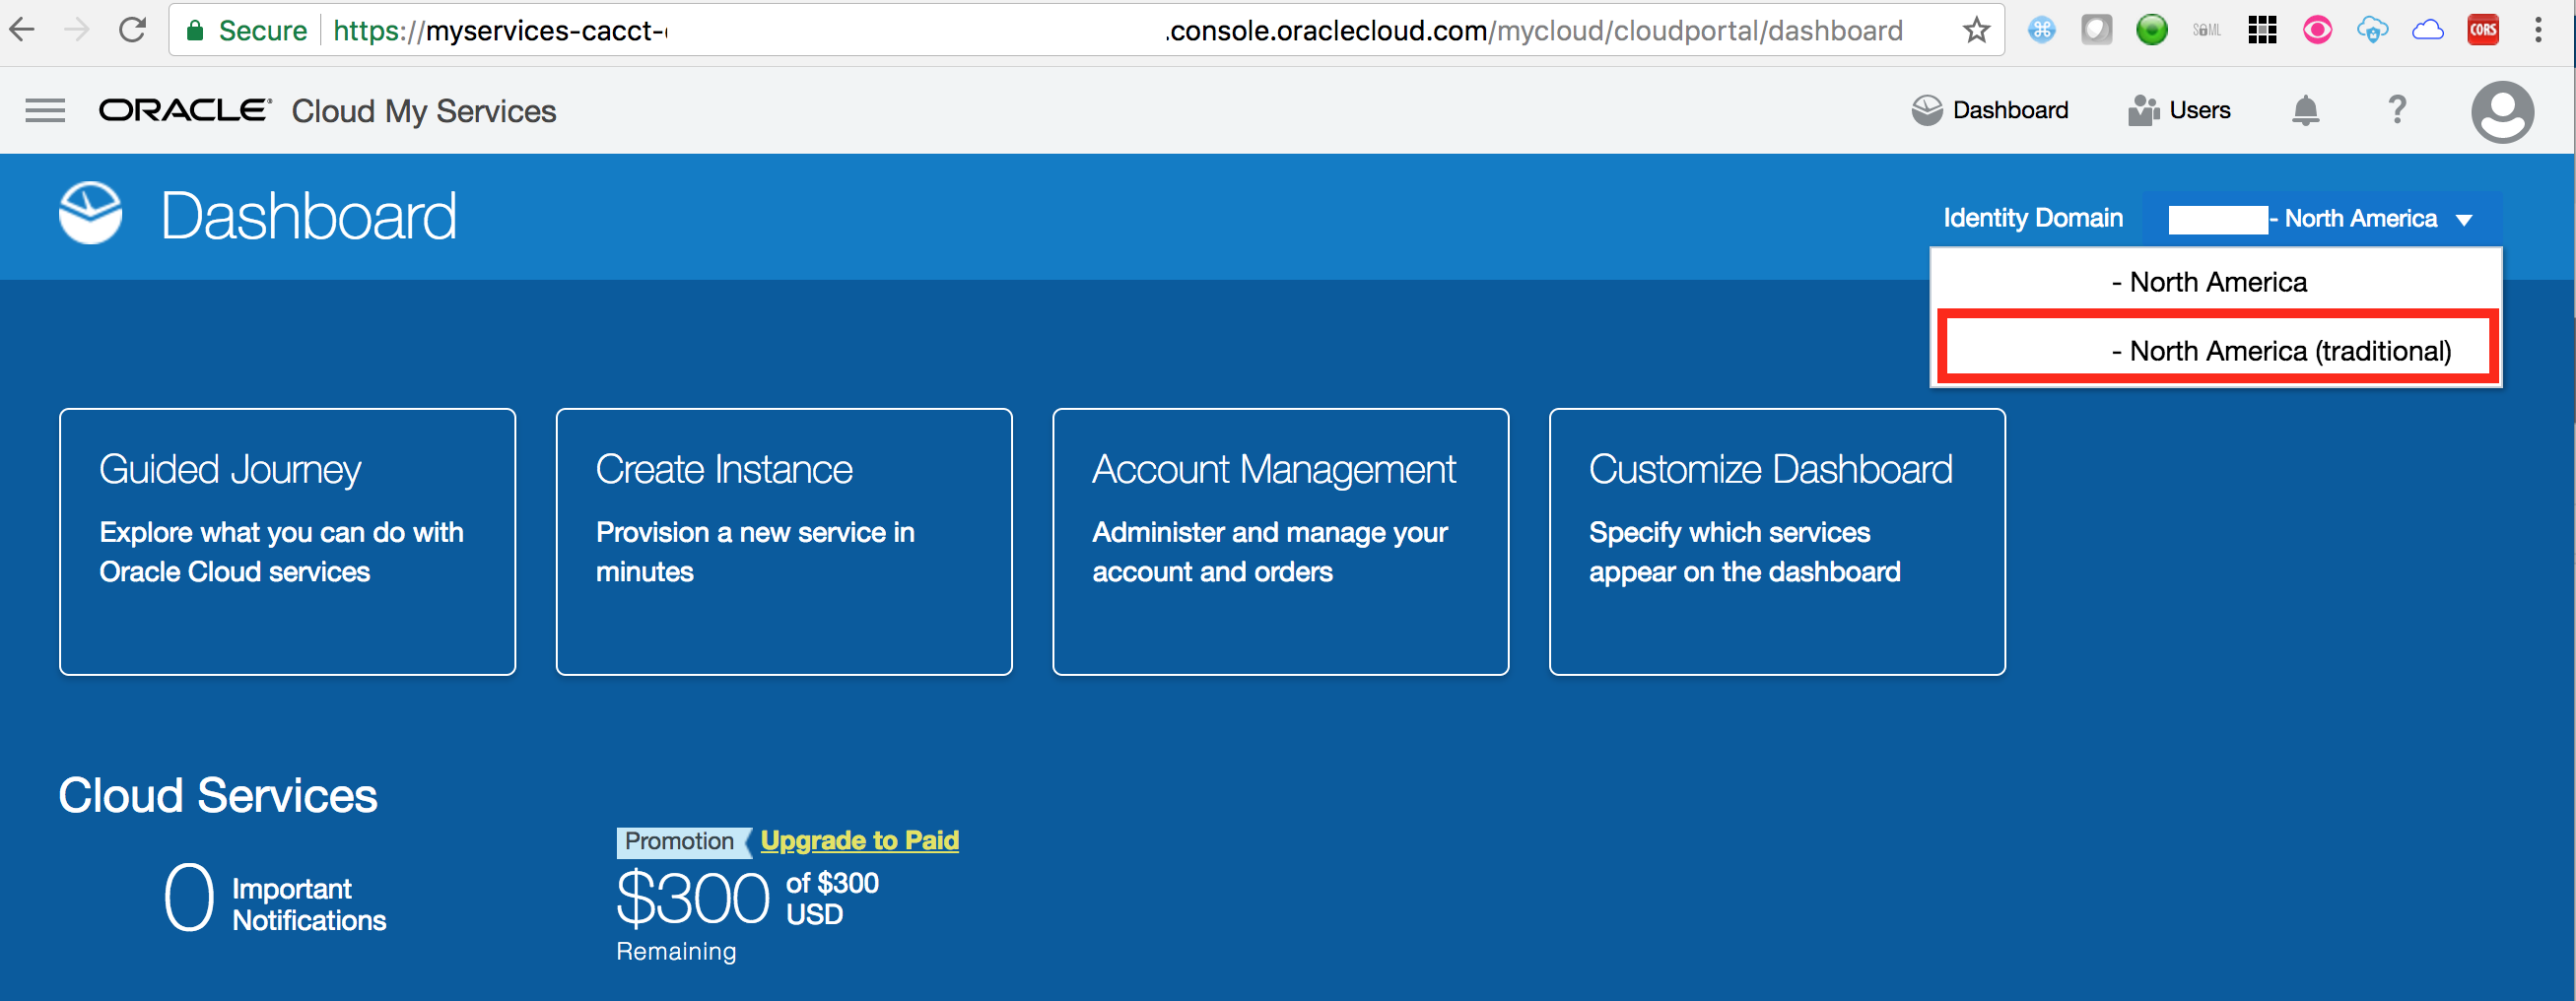 Secure https://myservices-cacct- .console.oraclecloud.com/mycloud/cloudportal/dashboard SAML CORS
ORACLE Cloud My Services Dashboard Users ?
Dashboard
Identity Domain - North America
- North America
- North America (traditional)
Guided Journey
Explore what you can do with
Oracle Cloud services
Create Instance
Provision a new service in
minutes
Account Management
Administer and manage your
account and orders
Customize Dashboard
Specify which services
appear on the dashboard
Cloud Services
0 Important
Notifications
Promotion Upgrade to Paid
$300 of $300
USD
Remaining